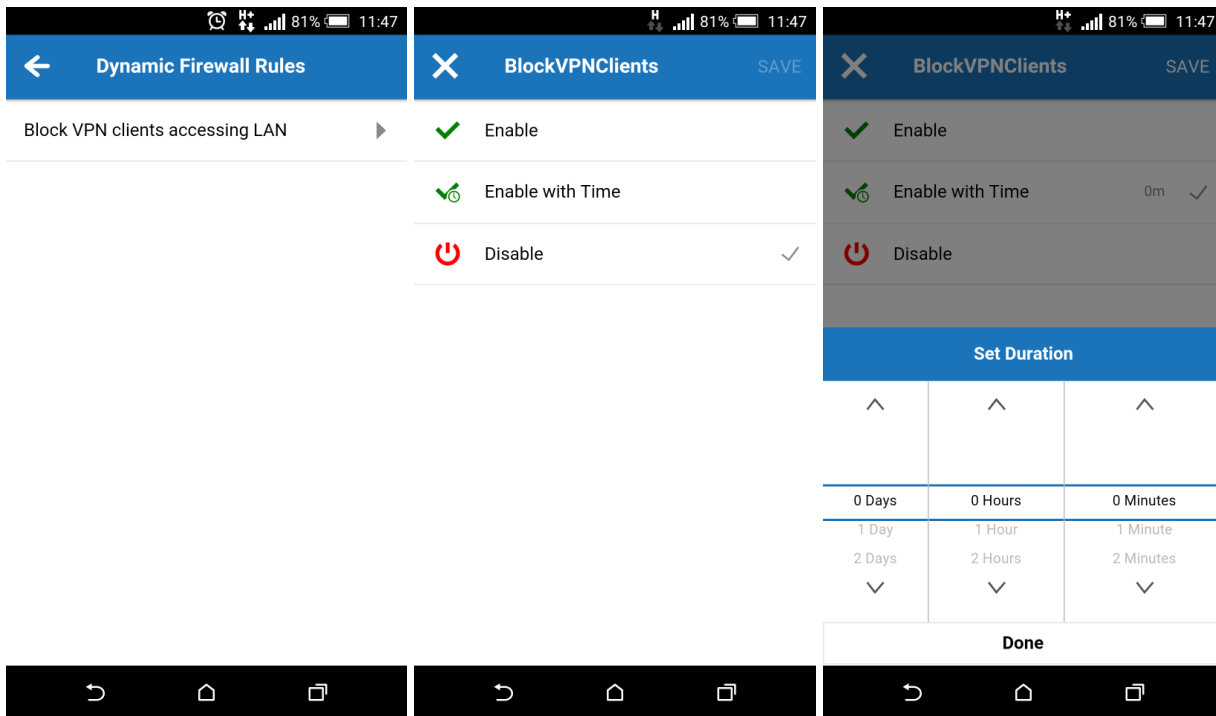 H+ 81% 11:47
Dynamic Firewall Rules
Block VPN clients accessing LAN
H 81% 11:47
BlockVPNClients SAVE
Enable
Enable with Time
Disable
H+ 81% 11:47
BlockVPNClients SAVE
Enable
Enable with Time 0m
Disable
Set Duration
0 Days 0 Hours 0 Minutes
1 Day 1 Hour 1 Minute
2 Days 2 Hours 2 Minutes
Done